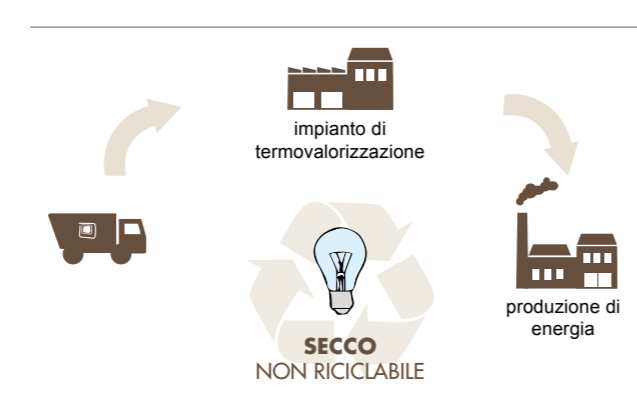 impianto di
termovalorizzazione
produzione di
energia
SECCO
NON RICICLABILE